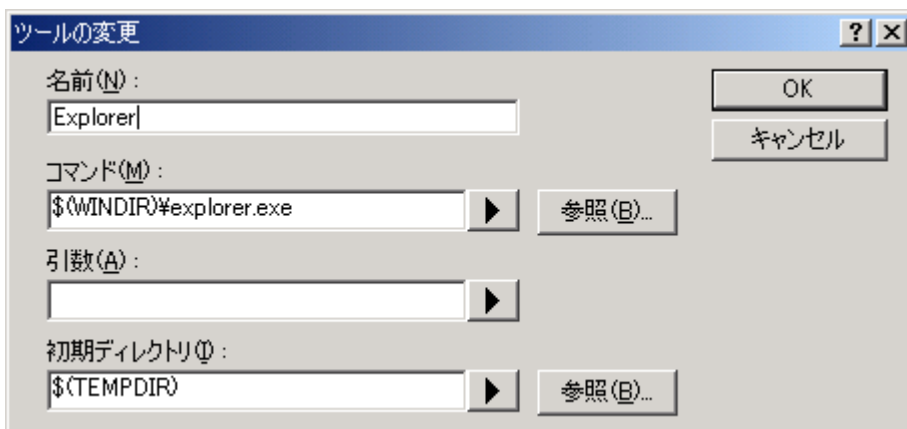 ツールの変更
名前(N):
OK
Explorer
キャンセル
コマンド(M):
$(WINDIR)¥explorer.exe
参照(B)...
引数(A):
初期ディレクトリ(I):
$(TEMPDIR)
参照(B)...